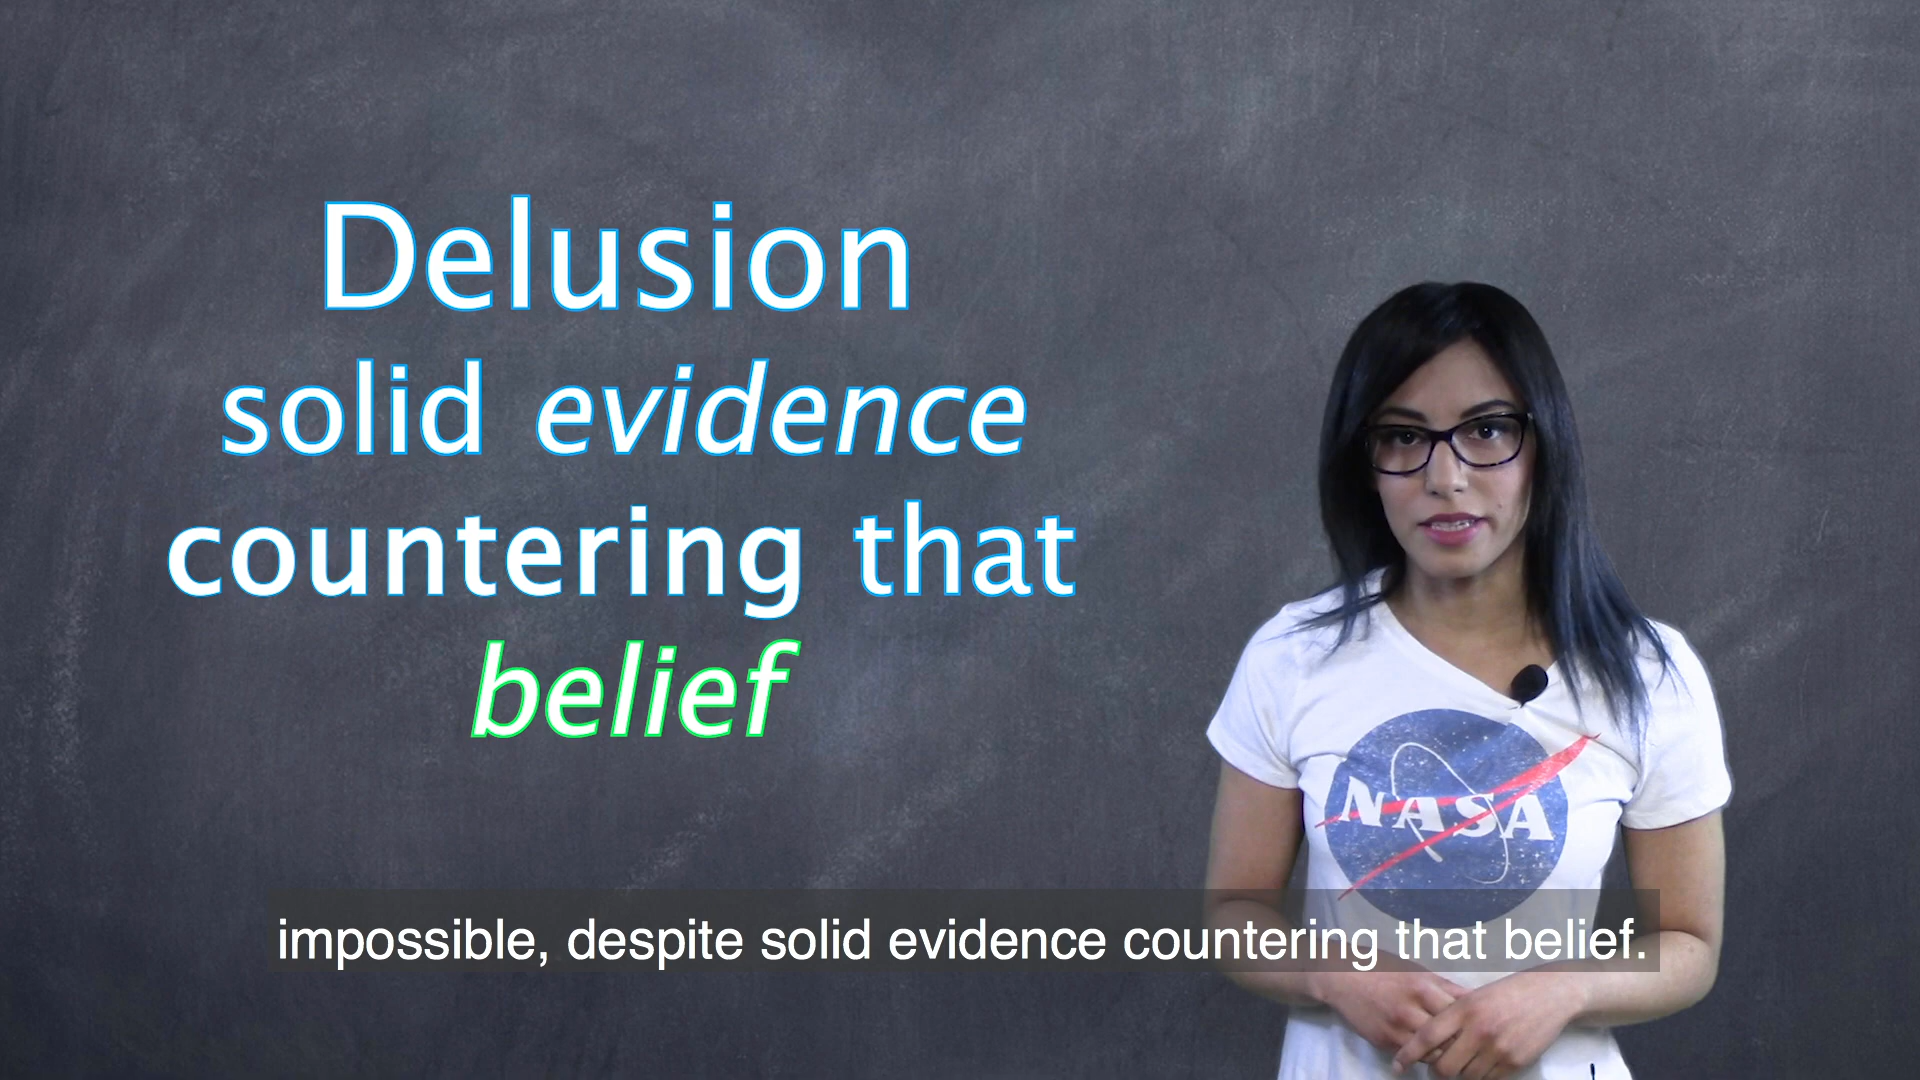 Delusion
solid evidence
countering that
belief
NASA
impossible, despite solid evidence countering that belief.